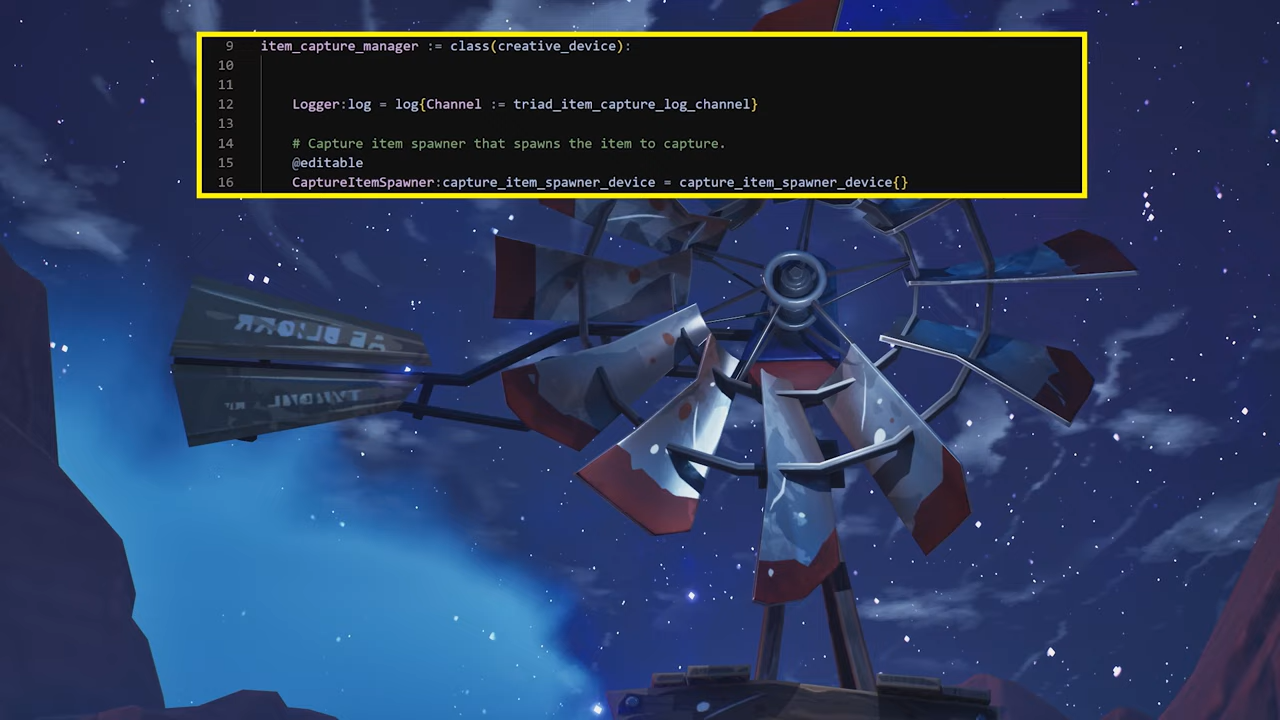 9 item_capture_manager := class(creative_device):
10
11
12 Logger:log = log{Channel := triad_item_capture_log_channel}
13
14 # Capture item spawner that spawns the item to capture.
15 @editable
16 CaptureItemSpawner:capture_item_spawner_device = capture_item_spawner_device{}